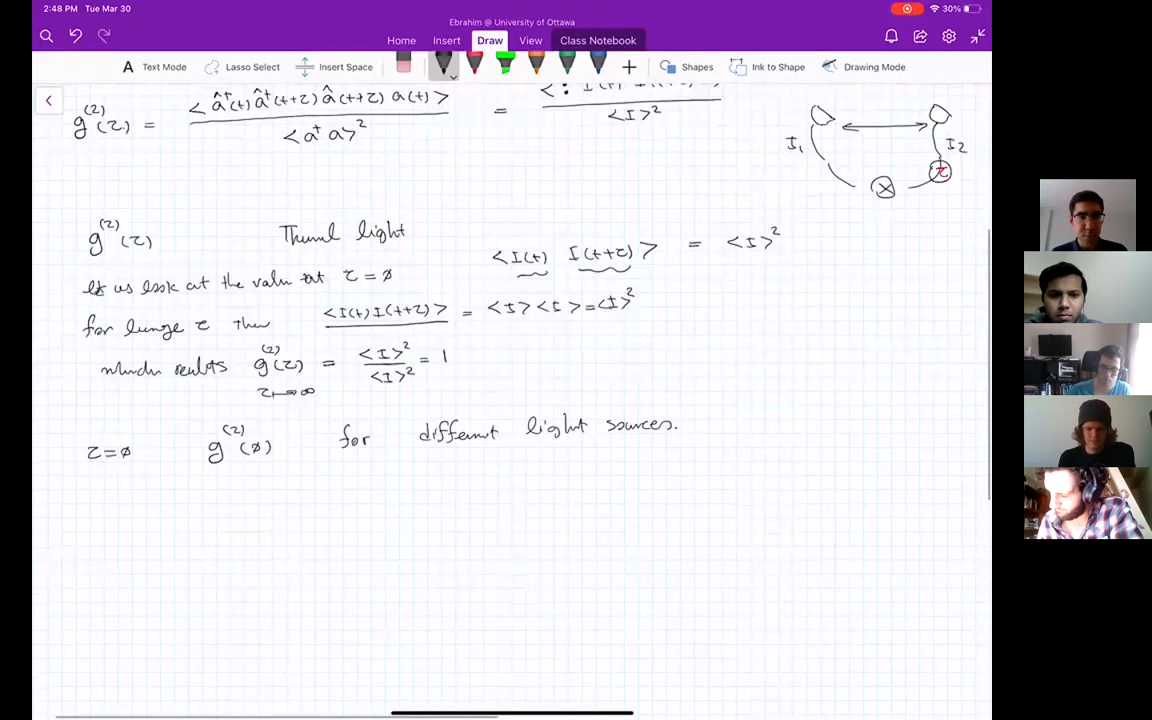 2:48 PM Tue Mar 30
30%
Ebrahim @ University of Ottawa
Home Insert Draw View Class Notebook
A Text Mode Lasso Select Insert Space Shapes Ink to Shape Drawing Mode
g⁽²⁾(τ) = <â†(t) â†(t+τ) â(t+τ) a(t)> / <a†a>² = / <I>²
I₁ I₂
τ
X
g⁽²⁾(τ) Thermal light
<I(t) I(t+τ)> = <I>²
let us look at the value at τ = ø
for lunge τ then <I(t) I(t+τ)> = <I> <I> = <I>²
which results g⁽²⁾(τ) = <I>² / <I>² = 1
τ→∞
τ=ø g⁽²⁾(ø) for different light sources.